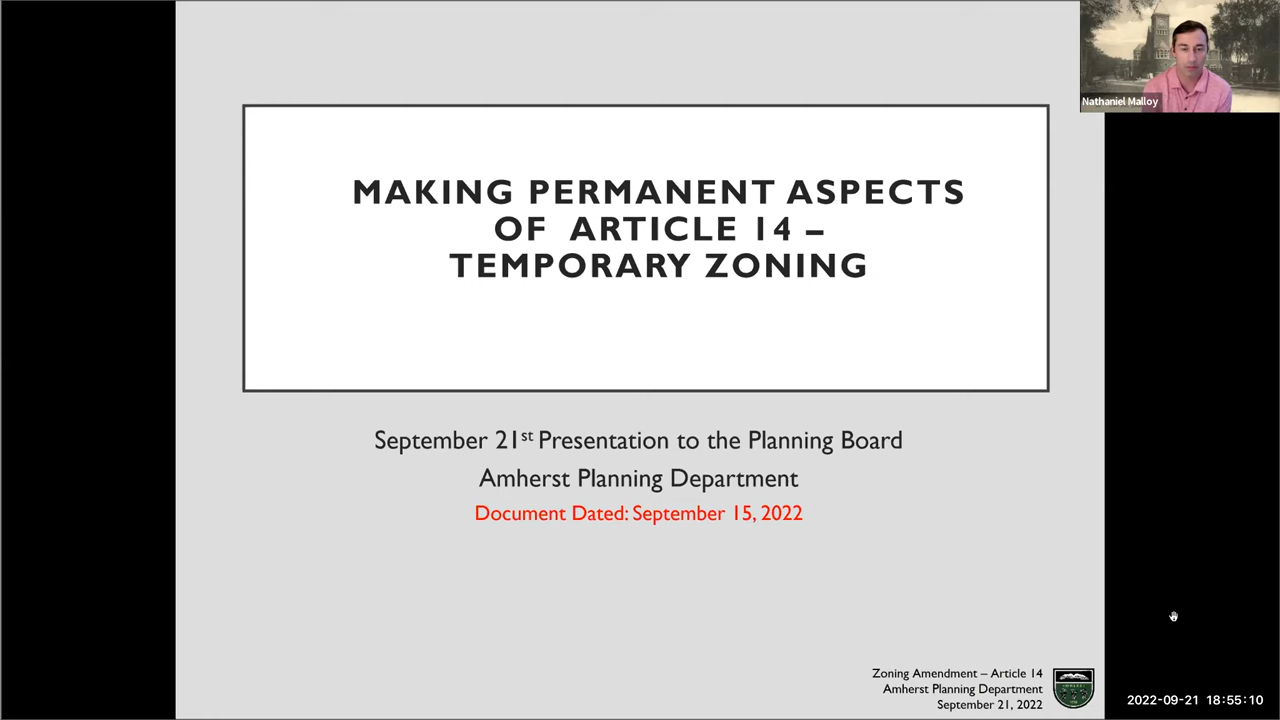 Nathaniel Malloy
MAKING PERMANENT ASPECTS
OF ARTICLE 14 –
TEMPORARY ZONING
September 21st Presentation to the Planning Board
Amherst Planning Department
Document Dated: September 15, 2022
Zoning Amendment – Article 14
Amherst Planning Department
September 21, 2022
2022-09-21 18:55:10